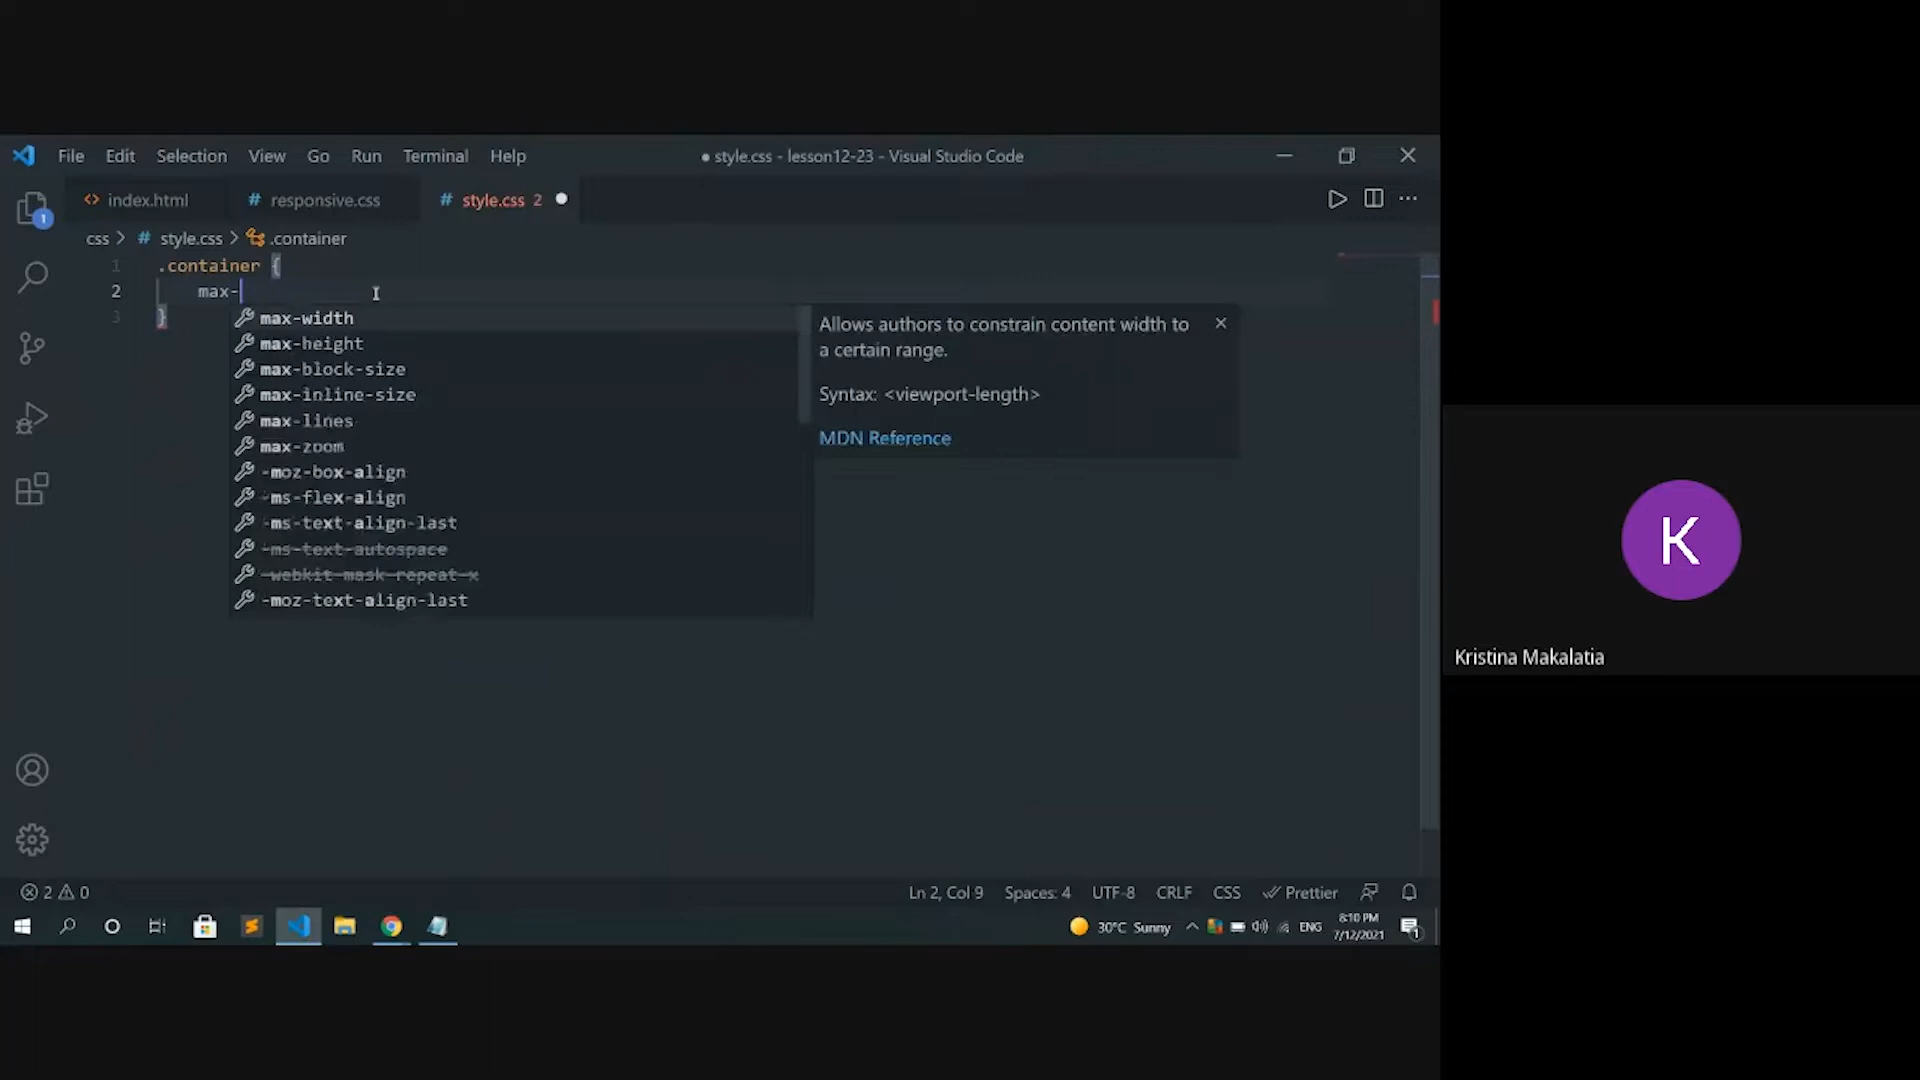 File Edit Selection View Go Run Terminal Help
● style.css - lesson12-23 - Visual Studio Code
1
<> index.html # responsive.css # style.css 2 ●
css > # style.css > .container
1 .container {
2 max-
3 }
max-width
max-height
max-block-size
max-inline-size
max-lines
max-zoom
-moz-box-align
-ms-flex-align
-ms-text-align-last
-ms-text-autospace
-webkit-mask-repeat-x
-moz-text-align-last
Allows authors to constrain content width to
a certain range.
Syntax: <viewport-length>
MDN Reference
K
Kristina Makalatia
2 0
Ln 2, Col 9 Spaces: 4 UTF-8 CRLF CSS Prettier
30°C Sunny ENG 8:10 PM
7/12/2021 1